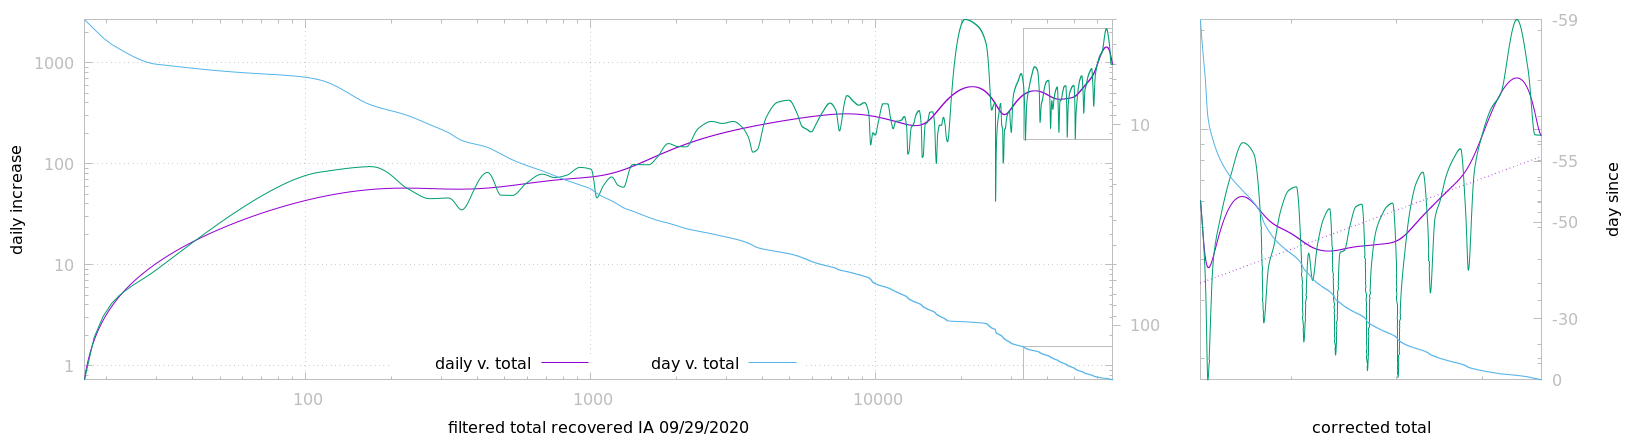 1000
100
10
1
daily increase
100
1000
10000
filtered total recovered IA 09/29/2020
daily v. total
day v. total
10
100
-59
-55
-50
-30
0
day since
corrected total